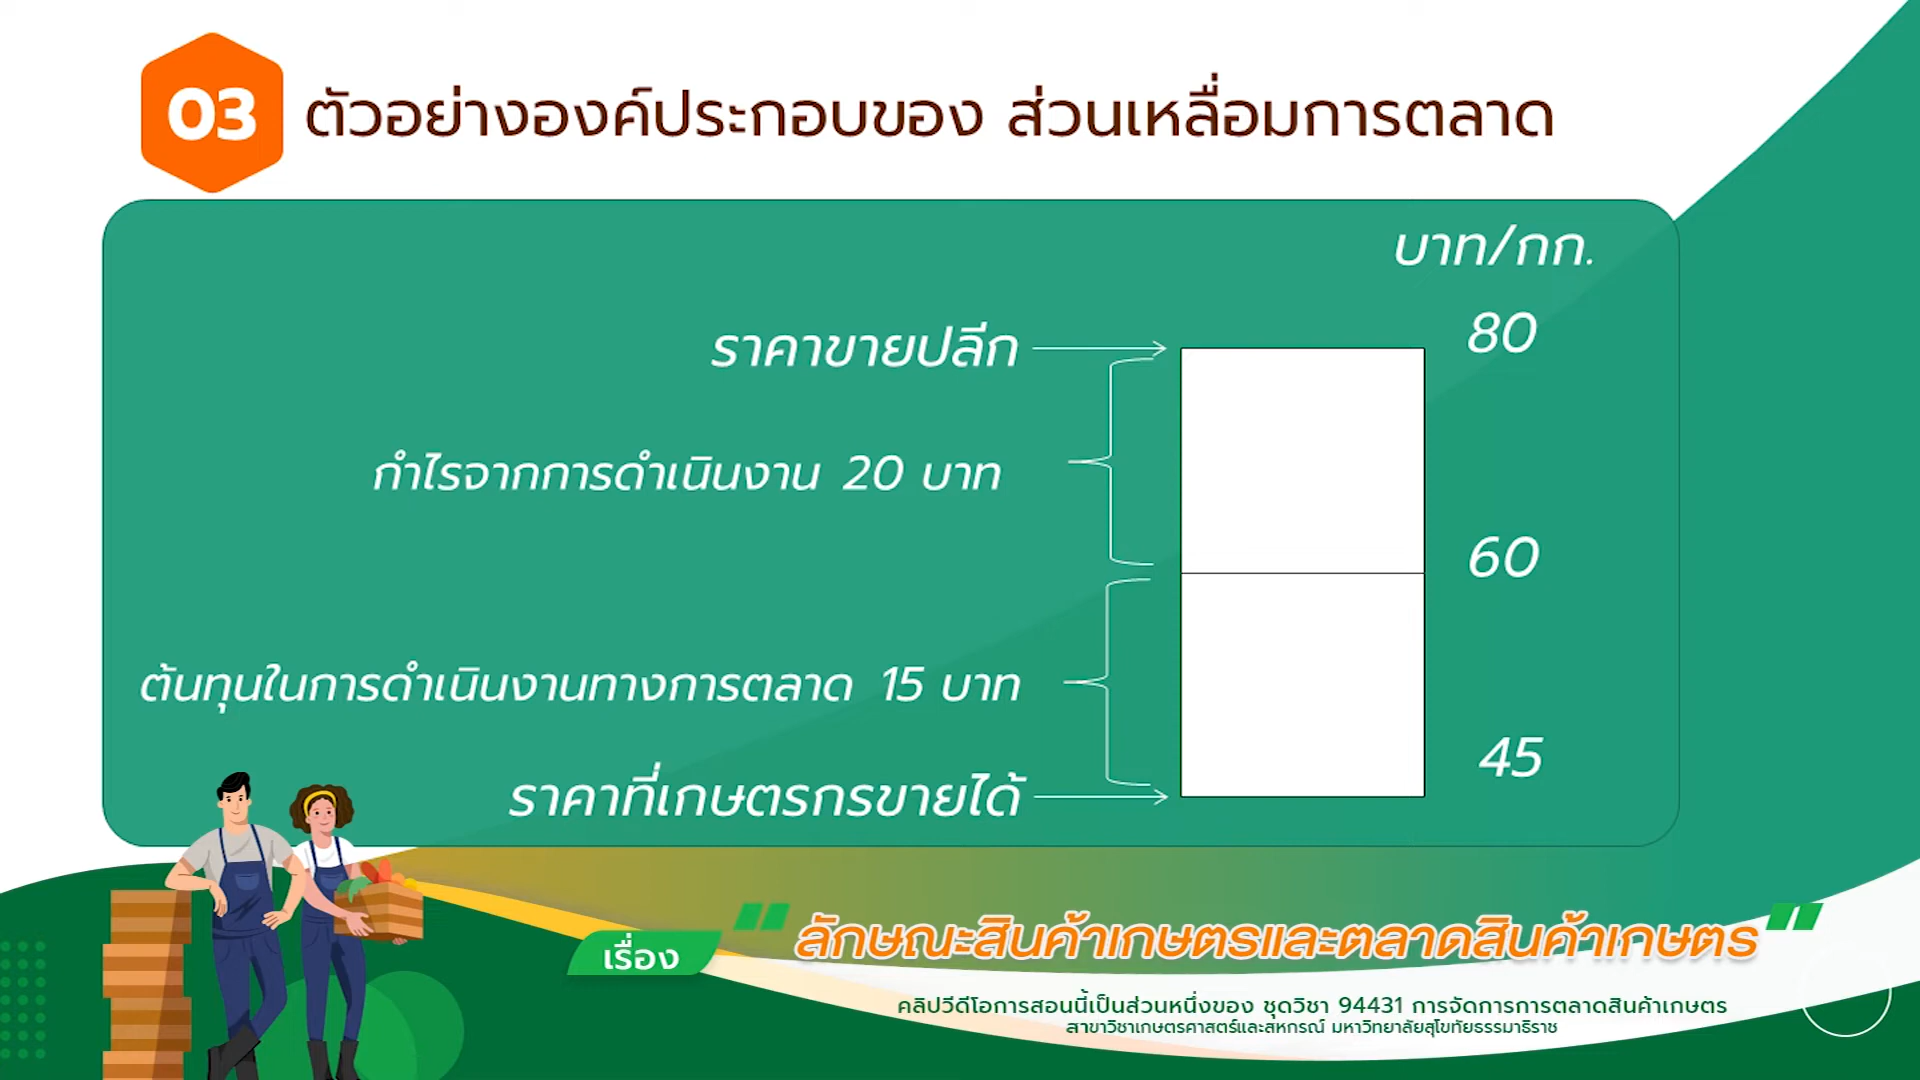 03 ตัวอย่างองค์ประกอบของ ส่วนเหลื่อมการตลาด
บาท/กก.
ราคาขายปลีก 80
กำไรจากการดำเนินงาน 20 บาท
60
ต้นทุนในการดำเนินงานทางการตลาด 15 บาท
45
ราคาที่เกษตรกรขายได้
เรื่อง "ลักษณะสินค้าเกษตรและตลาดสินค้าเกษตร"
คลิปวีดีโอการสอนนี้เป็นส่วนหนึ่งของ ชุดวิชา 94431 การจัดการการตลาดสินค้าเกษตร
สาขาวิชาเกษตรศาสตร์และสหกรณ์ มหาวิทยาลัยสุโขทัยธรรมาธิราช